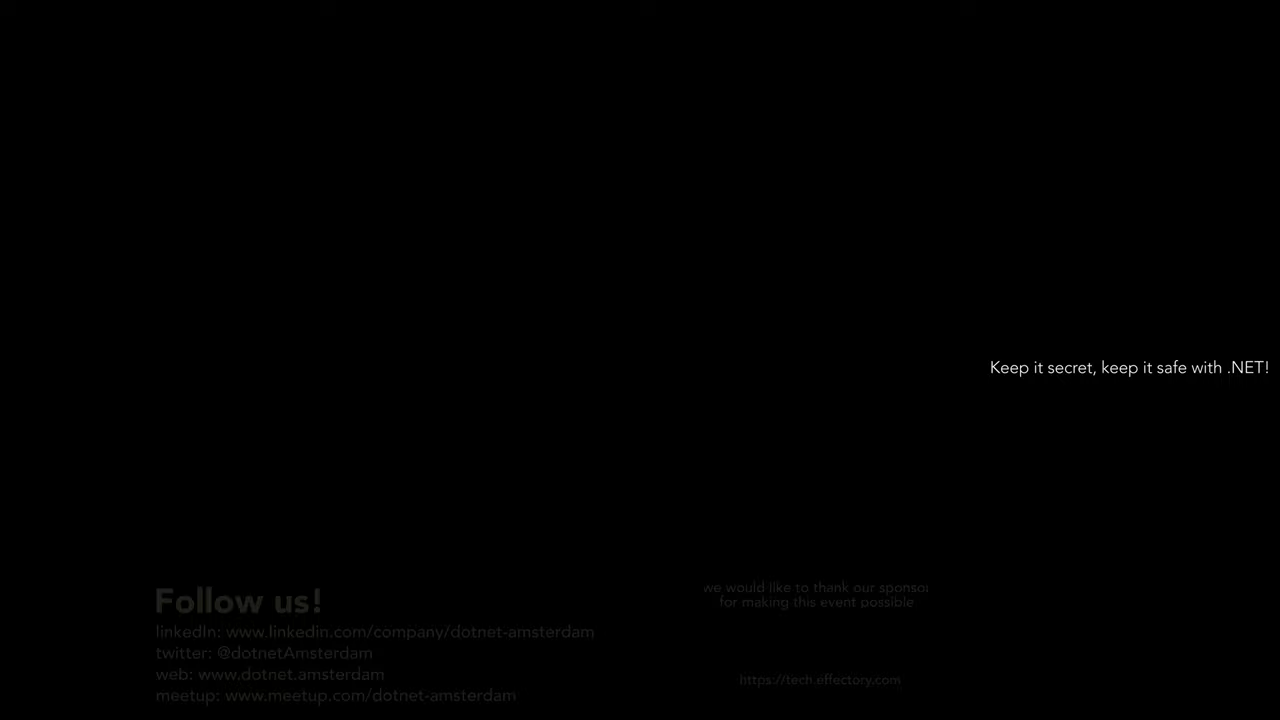 Keep it secret, keep it safe with .NET!
Follow us!
linkedIn: www.linkedin.com/company/dotnet-amsterdam
twitter: @dotnetAmsterdam
web: www.dotnet.amsterdam
meetup: www.meetup.com/dotnet-amsterdam
we would like to thank our sponsor
for making this event possible
https://tech.effectory.com